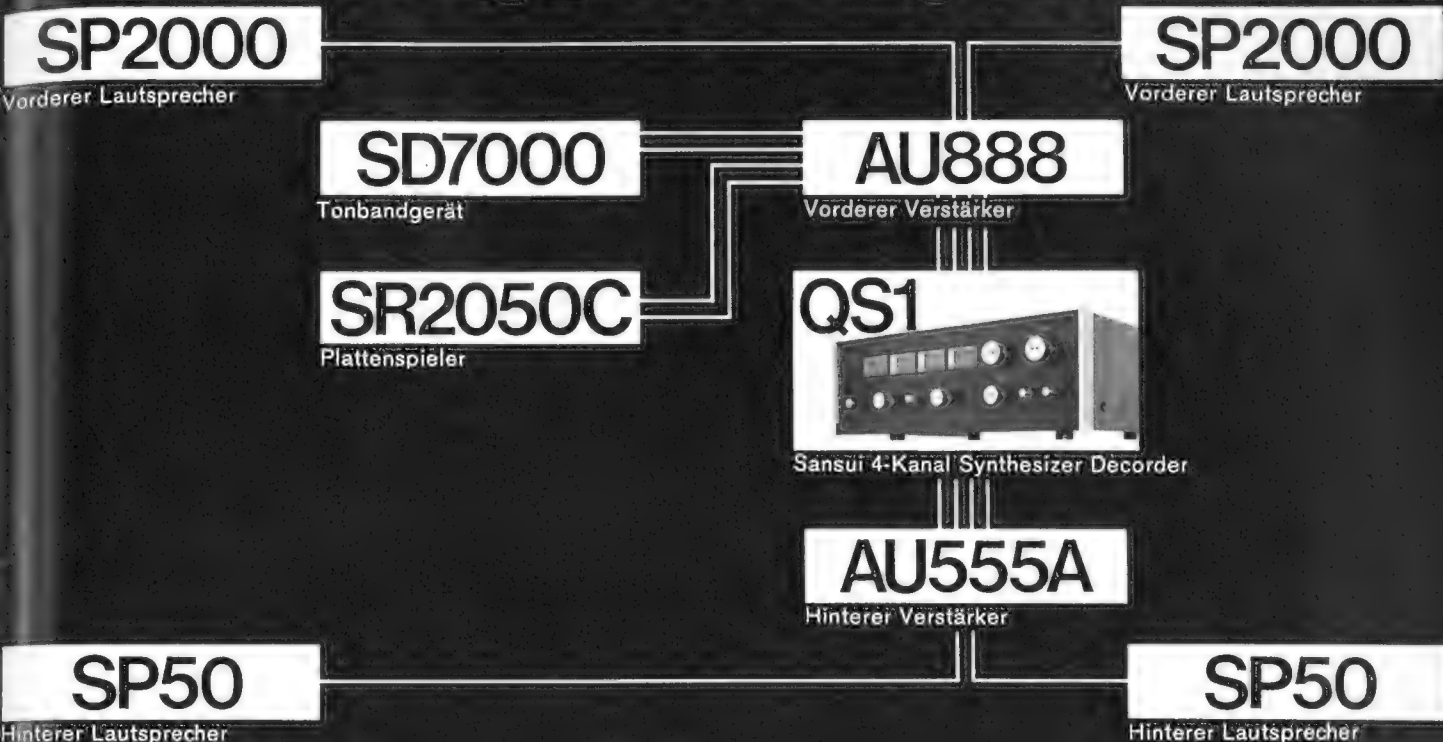 SP2000
Vorderer Lautsprecher
SP2000
Vorderer Lautsprecher
SD7000
Tonbandgerät
AU888
Vorderer Verstärker
SR2050C
Plattenspieler
QS1
Sansui 4-Kanal Synthesizer Decorder
AU555A
Hinterer Verstärker
SP50
Hinterer Lautsprecher
SP50
Hinterer Lautsprecher